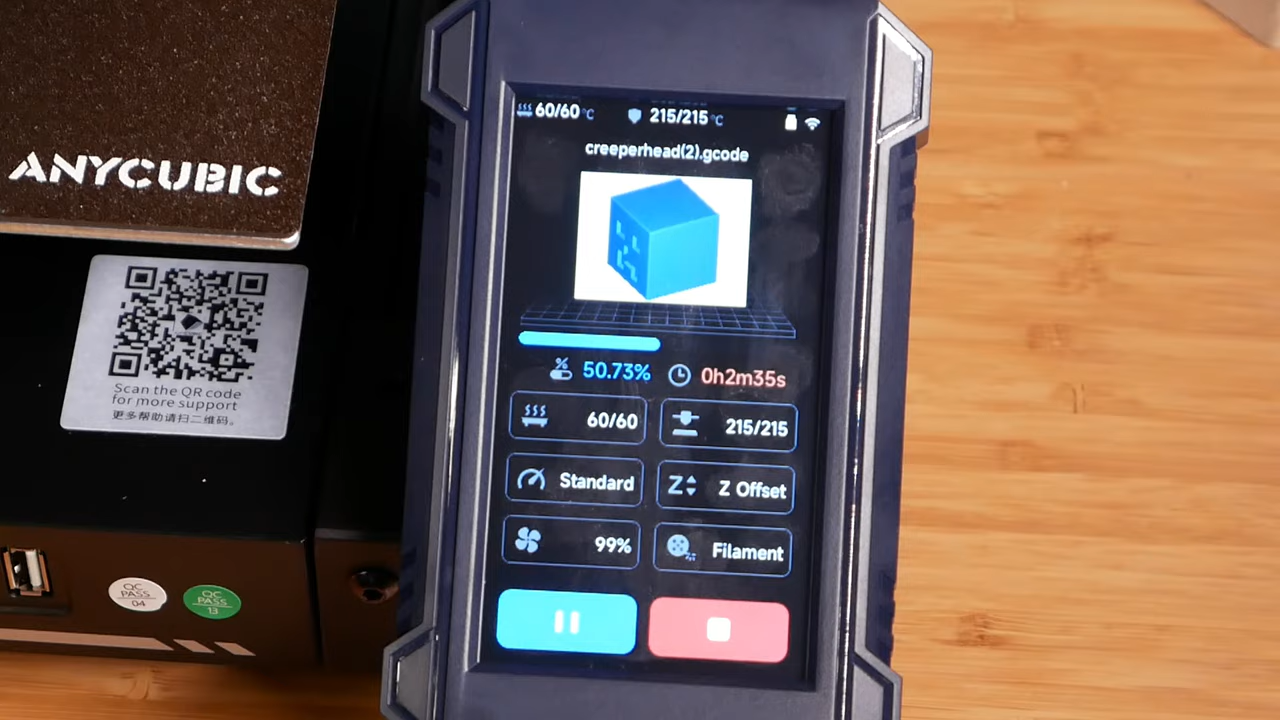 ANYCUBIC
Scan the QR code
for more support
更多帮助请扫二维码。
QC
PASS
04
QC
PASS
13
60/60 °C
215/215 °C
creeperhead(2).gcode
50.73%
0h2m35s
60/60
215/215
Standard
Z Z Offset
99%
Filament